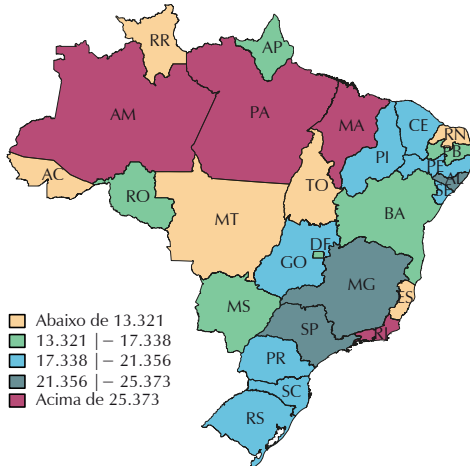 RR
AP
AM
PA
MA
CE
RN
PB
PI
PE
AL
SE
AC
TO
RO
MT
BA
DF
GO
MG
ES
MS
SP
RJ
PR
SC
RS
Abaixo de 13.321
13.321 |− 17.338
17.338 |− 21.356
21.356 |− 25.373
Acima de 25.373